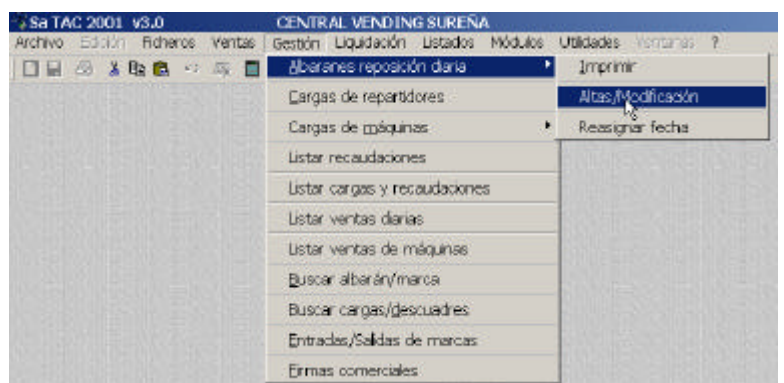 Sa TAC 2001 v3.0 CENTRAL VENDING SUREÑA
Archivo Edición Ficheros Ventas Gestión Liquidación Listados Módulos Utilidades Ventanas ?
Albaranes reposición diaria
Imprimir
Cargas de repartidores
Altas/Modificación
Cargas de máquinas
Reasignar fecha
Listar recaudaciones
Listar cargas y recaudaciones
Listar ventas diarias
Listar ventas de máquinas
Buscar albarán/marca
Buscar cargas/descuadres
Entradas/Salidas de marcas
Firmas comerciales